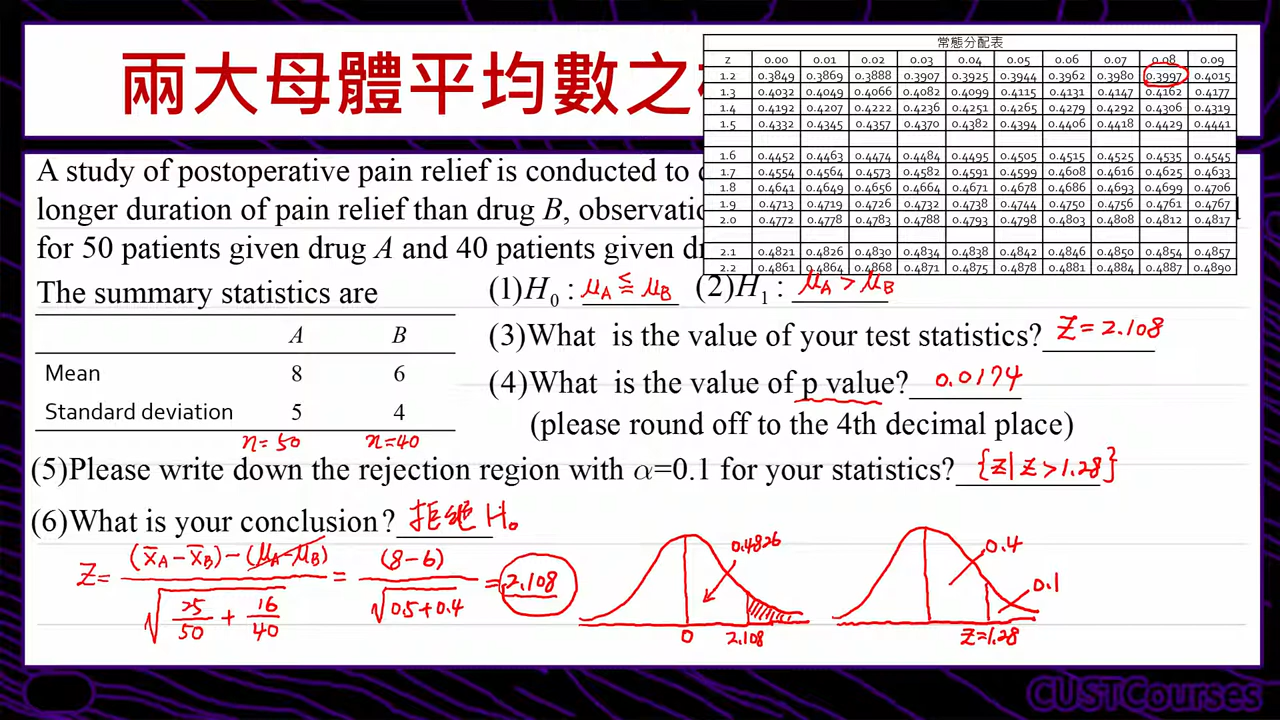 兩大母體平均數之
常態分配表
z 0.00 0.01 0.02 0.03 0.04 0.05 0.06 0.07 0.08 0.09
1.2 0.3849 0.3869 0.3888 0.3907 0.3925 0.3944 0.3962 0.3980 0.3997 0.4015
1.3 0.4032 0.4049 0.4066 0.4082 0.4099 0.4115 0.4131 0.4147 0.4162 0.4177
1.4 0.4192 0.4207 0.4222 0.4236 0.4251 0.4265 0.4279 0.4292 0.4306 0.4319
1.5 0.4332 0.4345 0.4357 0.4370 0.4382 0.4394 0.4406 0.4418 0.4429 0.4441
1.6 0.4452 0.4463 0.4474 0.4484 0.4495 0.4505 0.4515 0.4525 0.4535 0.4545
1.7 0.4554 0.4564 0.4573 0.4582 0.4591 0.4599 0.4608 0.4616 0.4625 0.4633
1.8 0.4641 0.4649 0.4656 0.4664 0.4671 0.4678 0.4686 0.4693 0.4699 0.4706
1.9 0.4713 0.4719 0.4726 0.4732 0.4738 0.4744 0.4750 0.4756 0.4761 0.4767
2.0 0.4772 0.4778 0.4783 0.4788 0.4793 0.4798 0.4803 0.4808 0.4812 0.4817
2.1 0.4821 0.4826 0.4830 0.4834 0.4838 0.4842 0.4846 0.4850 0.4854 0.4857
2.2 0.4861 0.4864 0.4868 0.4871 0.4875 0.4878 0.4881 0.4884 0.4887 0.4890
A study of postoperative pain relief is conducted to
longer duration of pain relief than drug B, observatio
for 50 patients given drug A and 40 patients given dr
The summary statistics are
A B
Mean 8 6
Standard deviation 5 4
n=50 n=40
(1)H₀ : μA ≦ μB (2)H₁ : μA > μB
(3)What is the value of your test statistics? Z=2.108
(4)What is the value of p value? 0.0174
(please round off to the 4th decimal place)
(5)Please write down the rejection region with α=0.1 for your statistics? {Z|Z>1.28}
(6)What is your conclusion? 拒絕 H₀
Z= (x̄A−x̄B)−(μA−μB) / √(25/50 + 16/40) = (8−6) / √(0.5+0.4) = 2.108
0.4826
0 2.108
0.4
0.1
Z=1.28
CUSTCourses